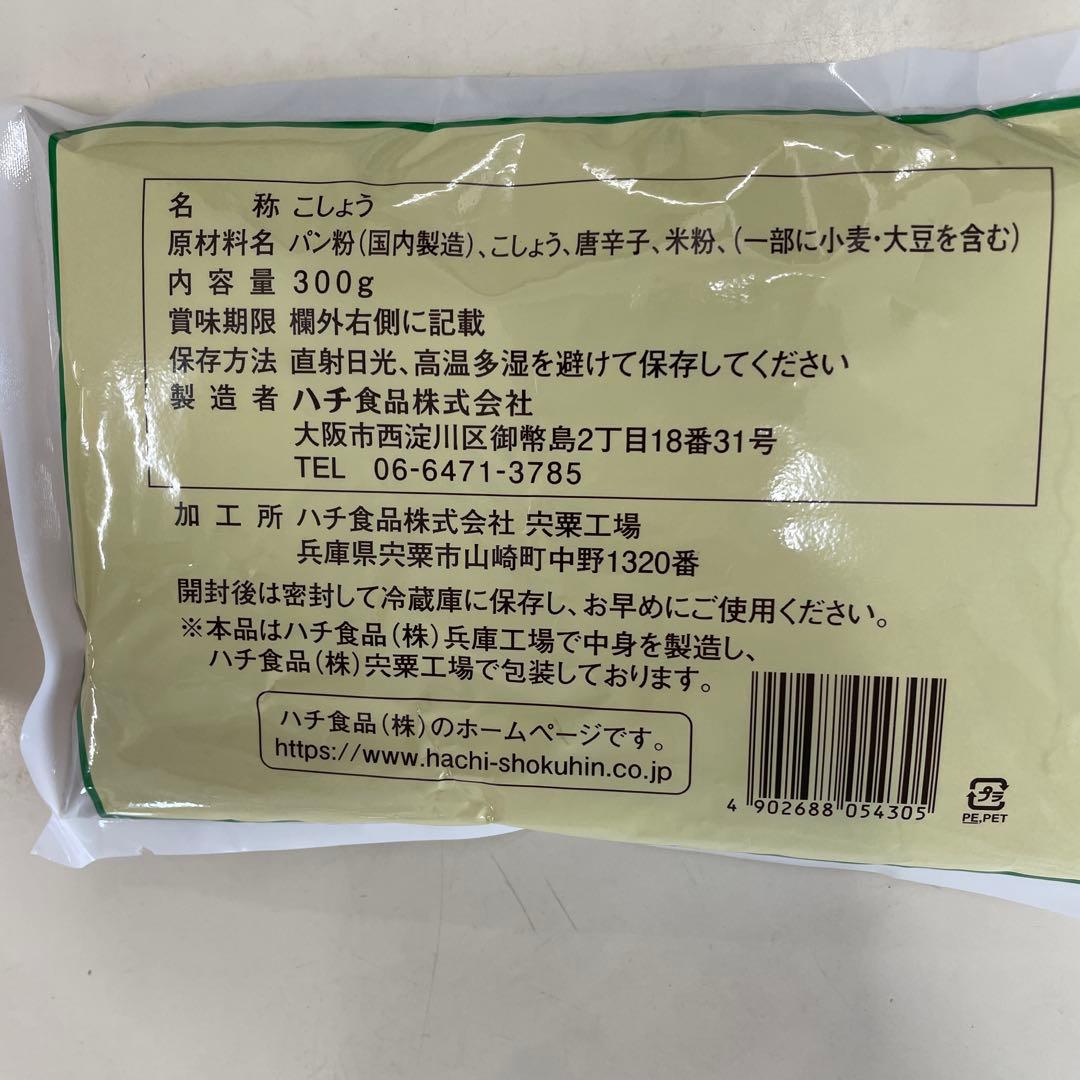 名称 こしょう
原材料名 パン粉(国内製造)、こしょう、唐辛子、米粉、(一部に小麦・大豆を含む)
内容量 300g
賞味期限 欄外右側に記載
保存方法 直射日光、高温多湿を避けて保存してください
製造者 ハチ食品株式会社
大阪市西淀川区御幣島2丁目18番31号
TEL 06-6471-3785
加工所 ハチ食品株式会社 宍粟工場
兵庫県宍粟市山崎町中野1320番
開封後は密封して冷蔵庫に保存し、お早めにご使用ください。
※本品はハチ食品(株)兵庫工場で中身を製造し、
ハチ食品(株)宍粟工場で包装しております。
ハチ食品(株)のホームページです。
https://www.hachi-shokuhin.co.jp
4 902688 054305
プラ
PE,PET